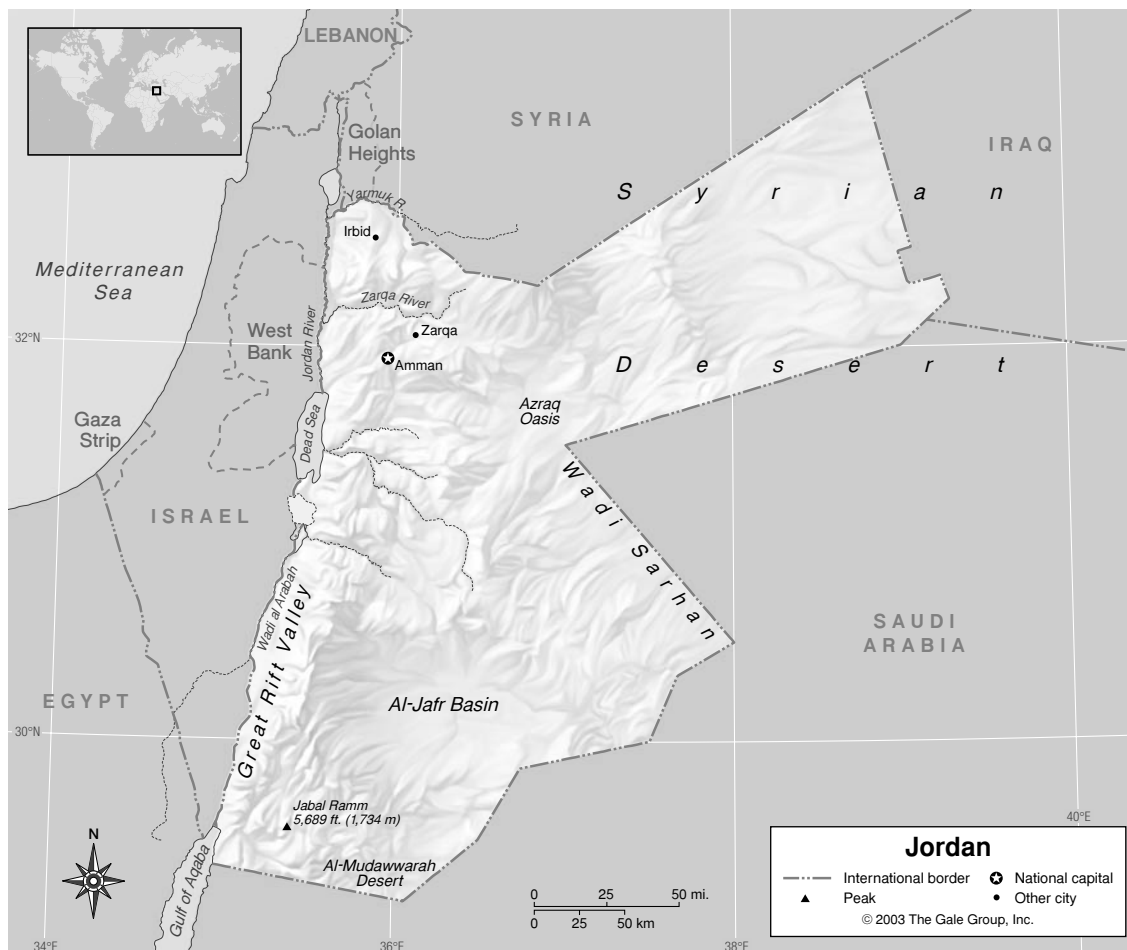 LEBANON
SYRIA
Golan
Heights
IRAQ
Syrian
Yarmuk R.
Irbid
Mediterranean
Sea
Zarqa River
Jordan River
32°N
West
Bank
Zarqa
Amman
Desert
Azraq
Oasis
Dead Sea
Gaza
Strip
Wadi Sarhan
ISRAEL
Wadi al Arabah
Great Rift Valley
SAUDI
ARABIA
EGYPT
Al-Jafr Basin
30°N
Jabal Ramm
5,689 ft. (1,734 m)
40°E
N
Al-Mudawwarah
Desert
Gulf of Aqaba
0 25 50 mi.
0 25 50 km
Jordan
International border
National capital
Peak
Other city
© 2003 The Gale Group, Inc.
34°E
36°E
38°E